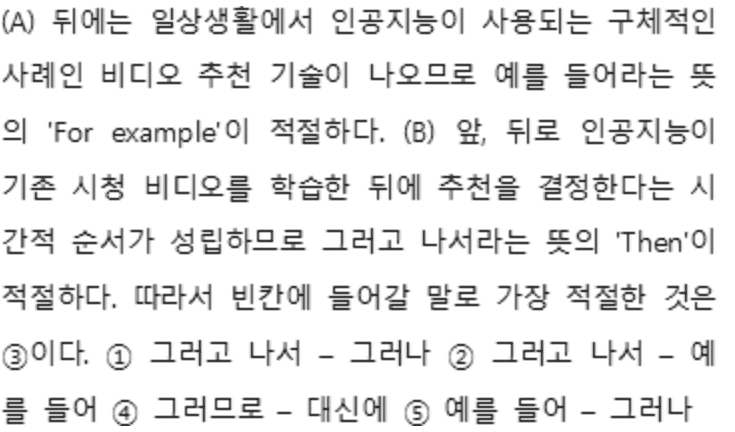 (A) 뒤에는 일상생활에서 인공지능이 사용되는 구체적인
사례인 비디오 추천 기술이 나오므로 예를 들어라는 뜻
의 'For example'이 적절하다. (B) 앞, 뒤로 인공지능이
기존 시청 비디오를 학습한 뒤에 추천을 결정한다는 시
간적 순서가 성립하므로 그러고 나서라는 뜻의 'Then'이
적절하다. 따라서 빈칸에 들어갈 말로 가장 적절한 것은
③이다. ① 그러고 나서 – 그러나 ② 그러고 나서 – 예
를 들어 ④ 그러므로 – 대신에 ⑤ 예를 들어 – 그러나